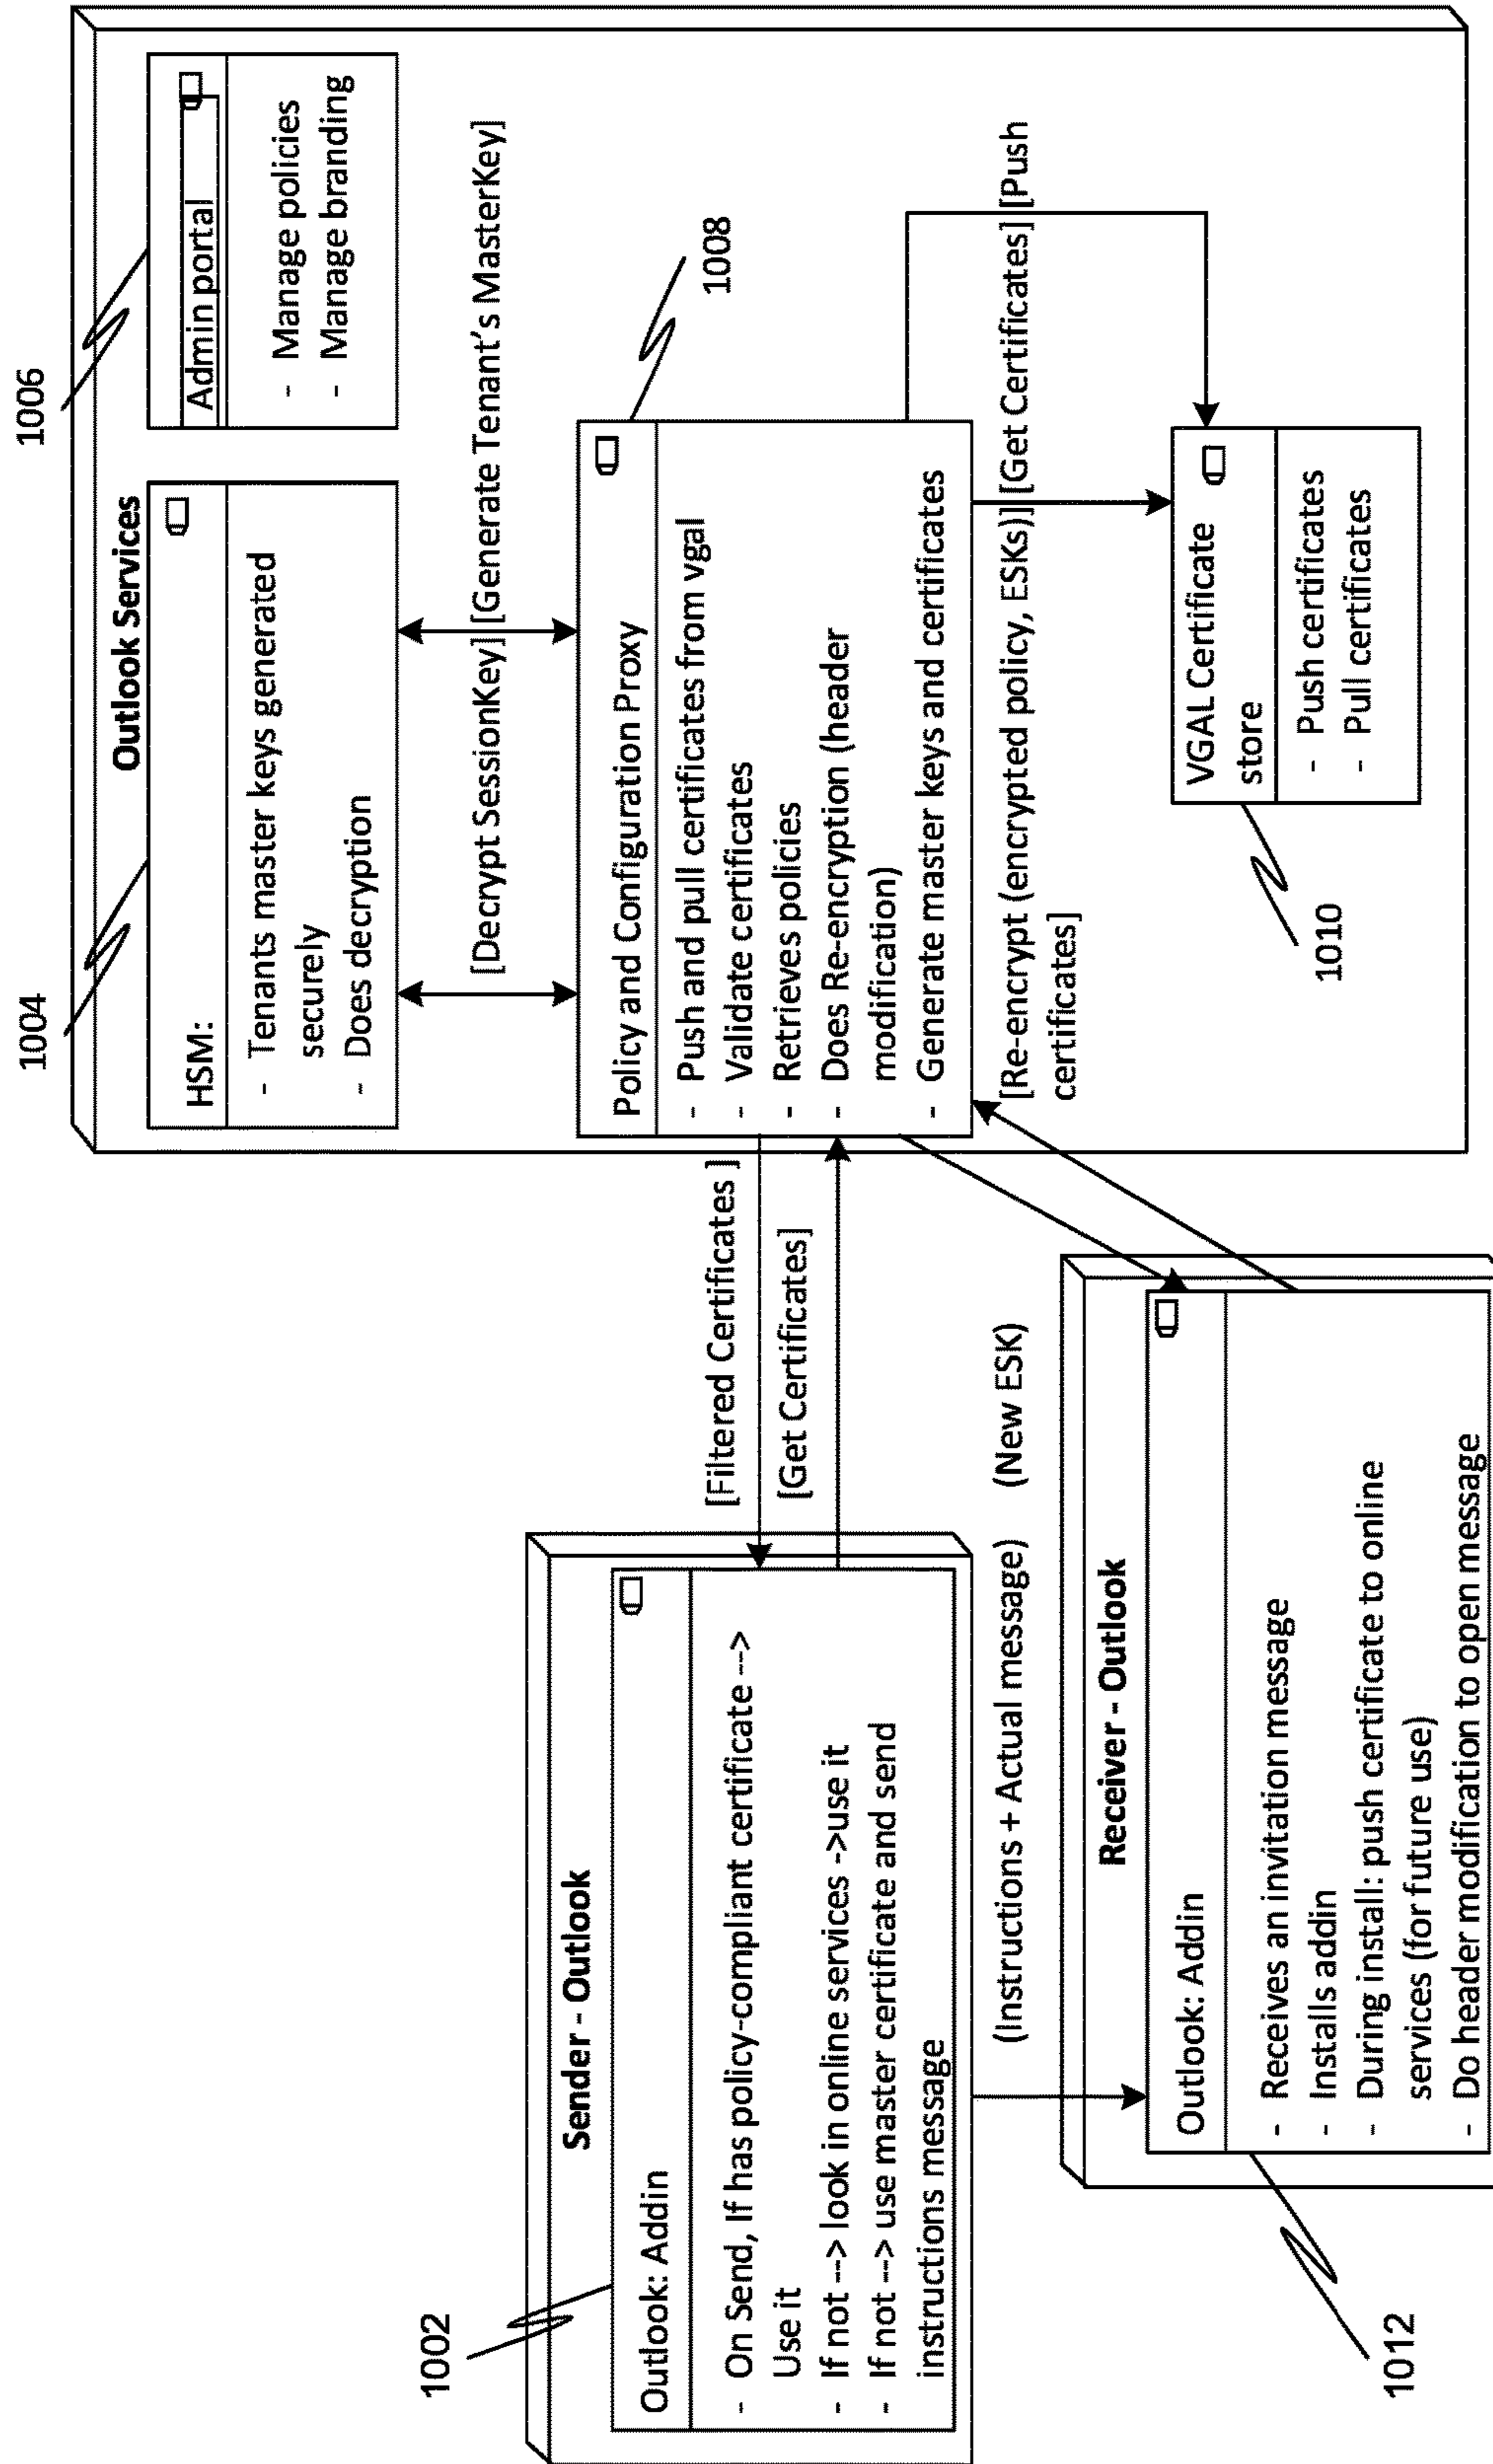 1002
Sender - Outlook
Outlook: Addin
- On Send, If has policy-compliant certificate -->
Use it
- If not --> look in online services ->use it
- If not --> use master certificate and send
instructions message
[Filtered Certificates ]
[Get Certificates]
(Instructions + Actual message) (New ESK)
1012
Receiver - Outlook
Outlook: Addin
- Receives an invitation message
- Installs addin
- During install: push certificate to online
services (for future use)
- Do header modification to open message
Outlook Services
1004
HSM:
- Tenants master keys generated
securely
- Does decryption
1006
Admin portal
- Manage policies
- Manage branding
[Decrypt SessionKey] [Generate Tenant's MasterKey]
1008
Policy and Configuration Proxy
- Push and pull certificates from vgal
- Validate certificates
- Retrieves policies
- Does Re-encryption (header
modification)
- Generate master keys and certificates
[Re-encrypt (encrypted policy, ESKs)] [Get Certificates] [Push
certificates]
1010
VGAL Certificate
store
- Push certificates
- Pull certificates